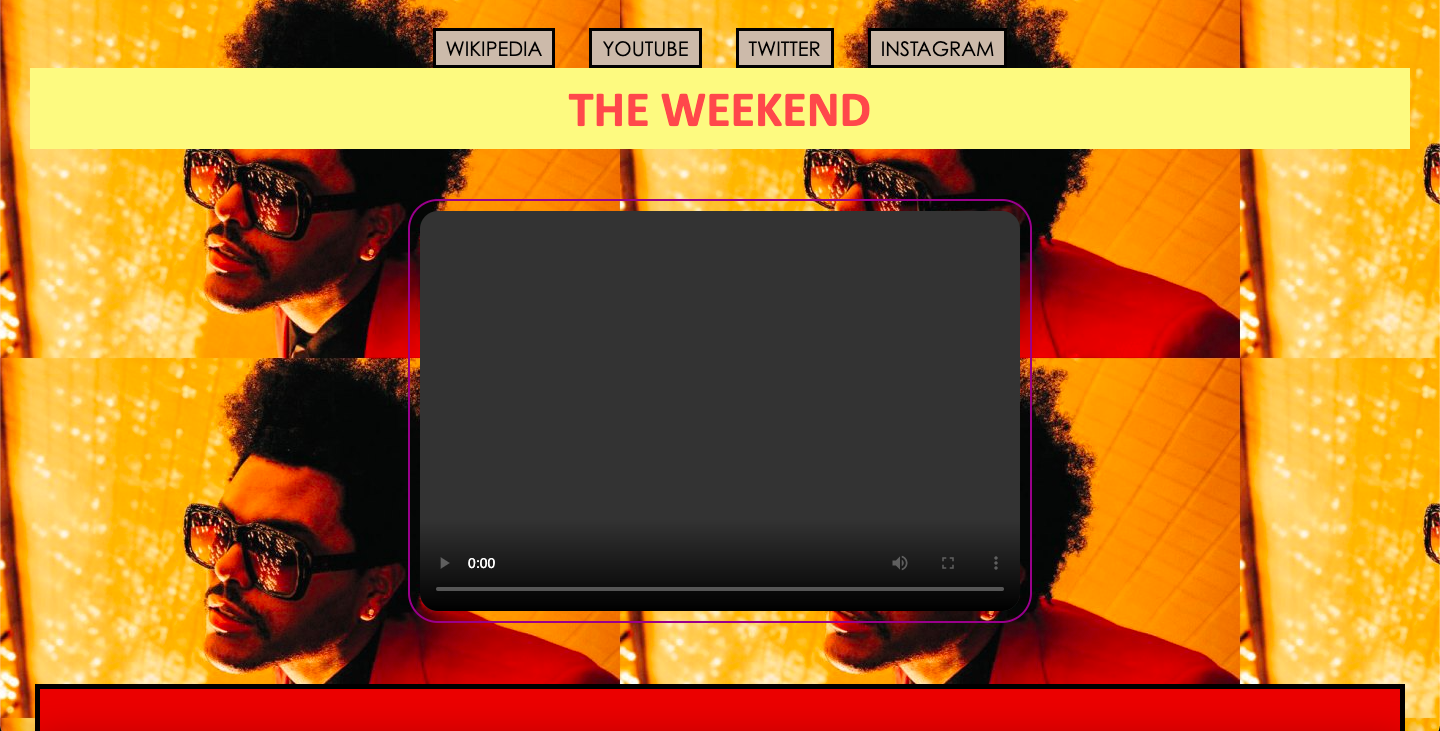 WIKIPEDIA YOUTUBE TWITTER INSTAGRAM
THE WEEKEND
0:00